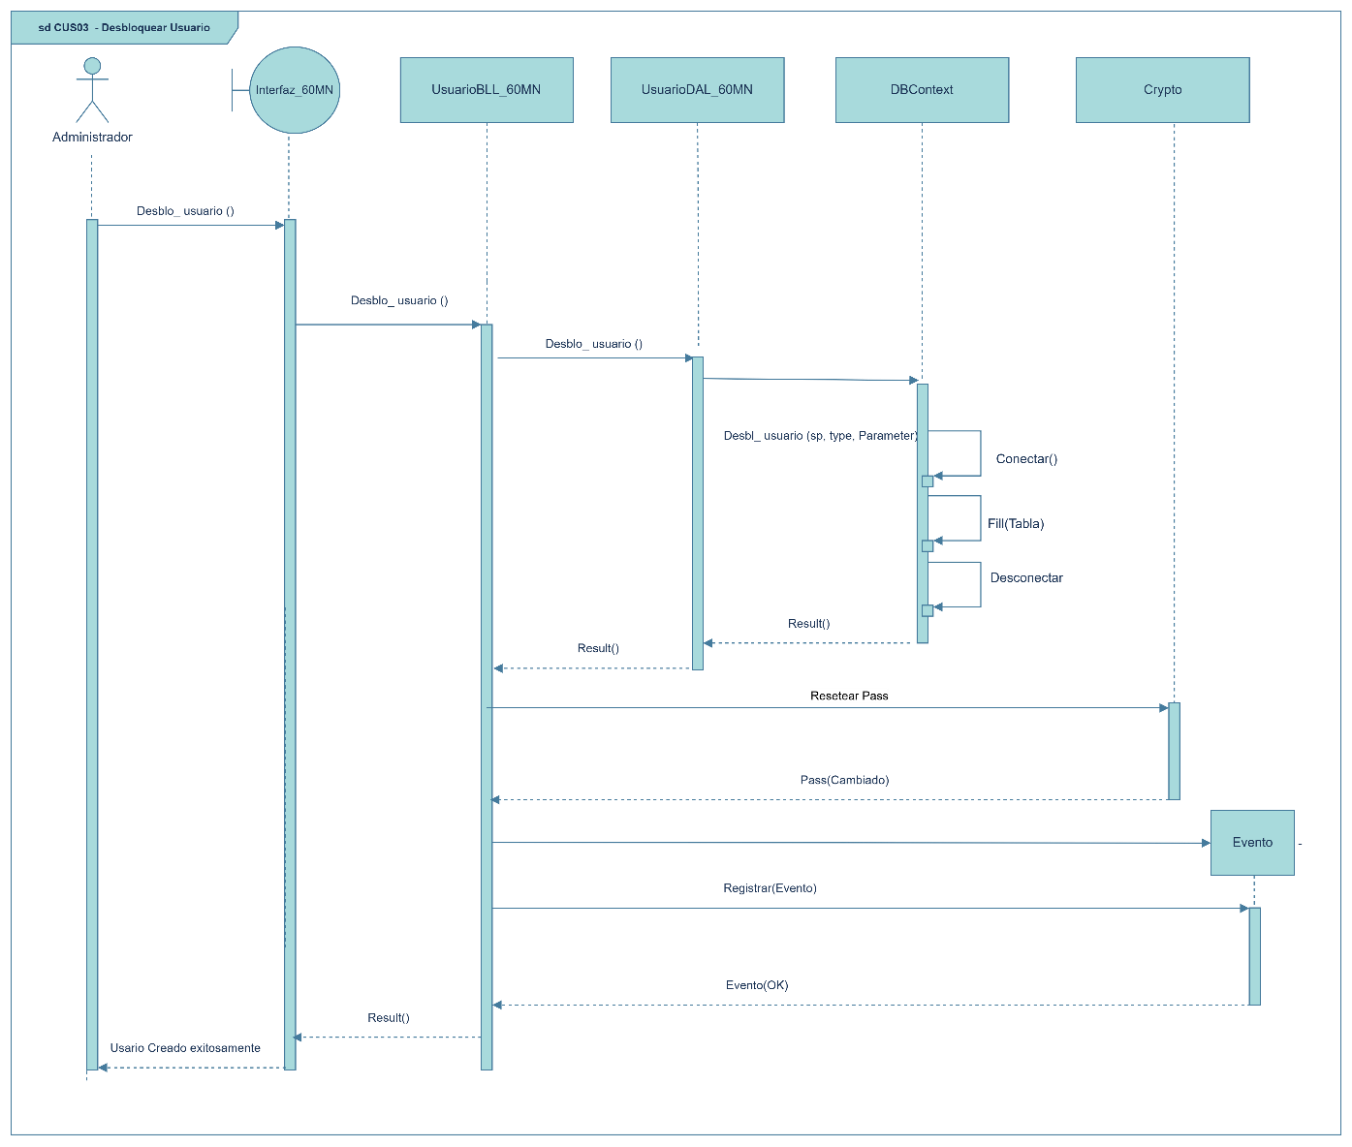 sd CUS03 - Desbloquear Usuario
Administrador
Interfaz_60MN
UsuarioBLL_60MN
UsuarioDAL_60MN
DBContext
Crypto
Desblo_ usuario ()
Desblo_ usuario ()
Desblo_ usuario ()
Desbl_ usuario (sp, type, Parameter)
Conectar()
Fill(Tabla)
Desconectar
Result()
Result()
Resetear Pass
Pass(Cambiado)
Evento
Registrar(Evento)
Evento(OK)
Result()
Usario Creado exitosamente